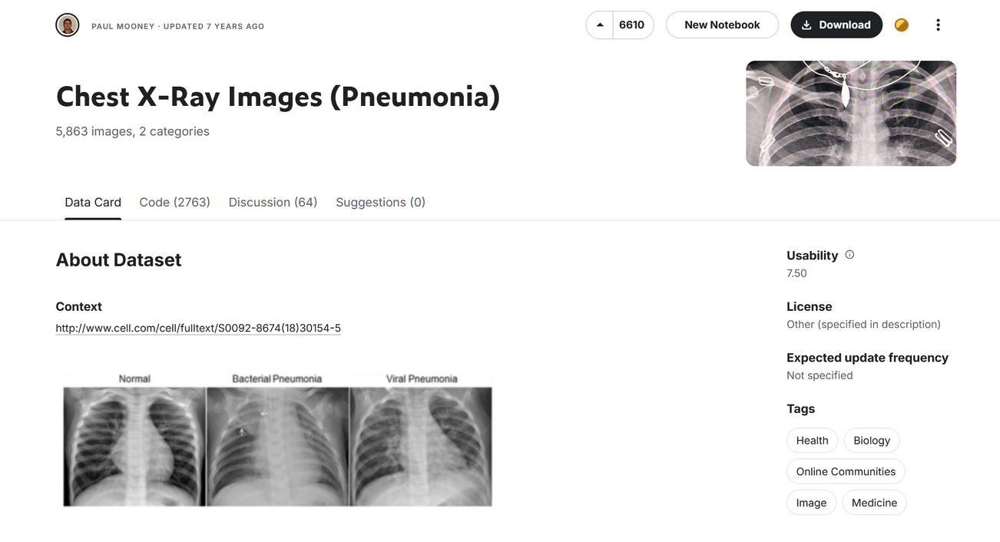 PAUL MOONEY · UPDATED 7 YEARS AGO
6610
New Notebook
Download
Chest X-Ray Images (Pneumonia)
5,863 images, 2 categories
Data Card
Code (2763)
Discussion (64)
Suggestions (0)
About Dataset
Context
http://www.cell.com/cell/fulltext/S0092-8674(18)30154-5
Normal
Bacterial Pneumonia
Viral Pneumonia
Usability
7.50
License
Other (specified in description)
Expected update frequency
Not specified
Tags
Health
Biology
Online Communities
Image
Medicine